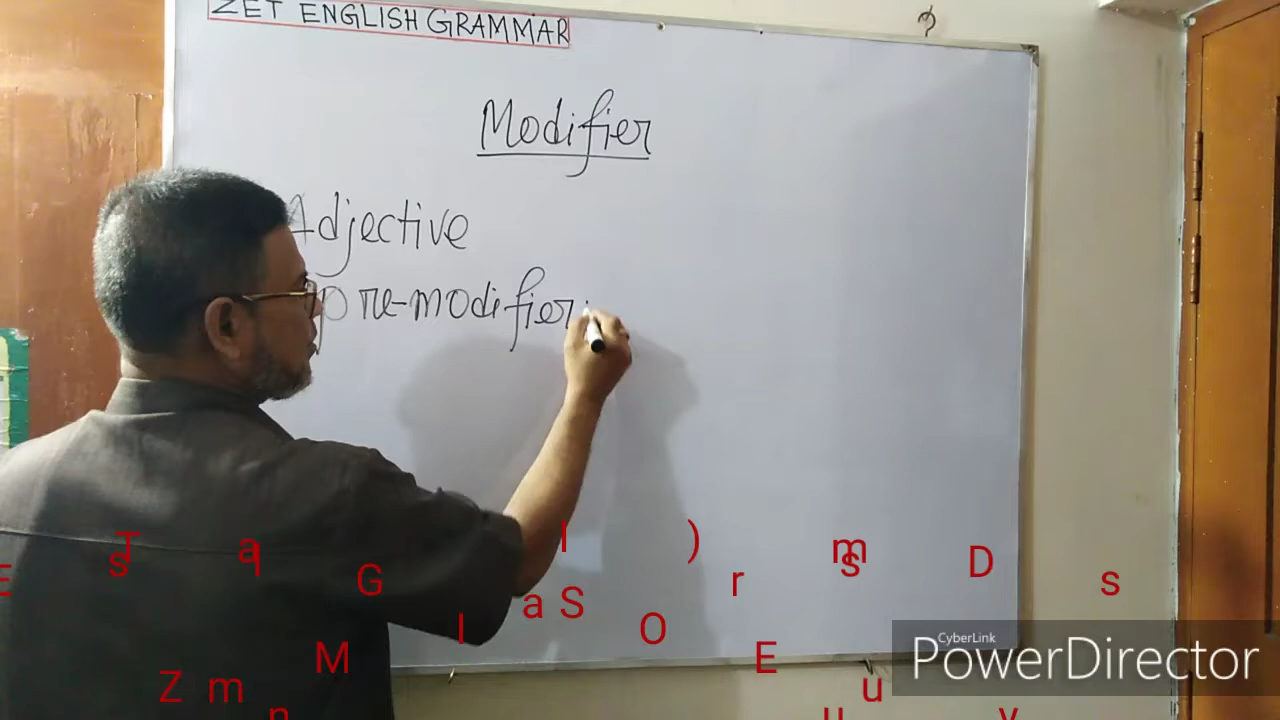 ZET ENGLISH GRAMMAR
Modifier
Adjective
pre-modifier
T
s
a
l
E
G
l
)
m
s
D
s
r
a S
l
O
M
E
Z m
u
CyberLink
PowerDirector